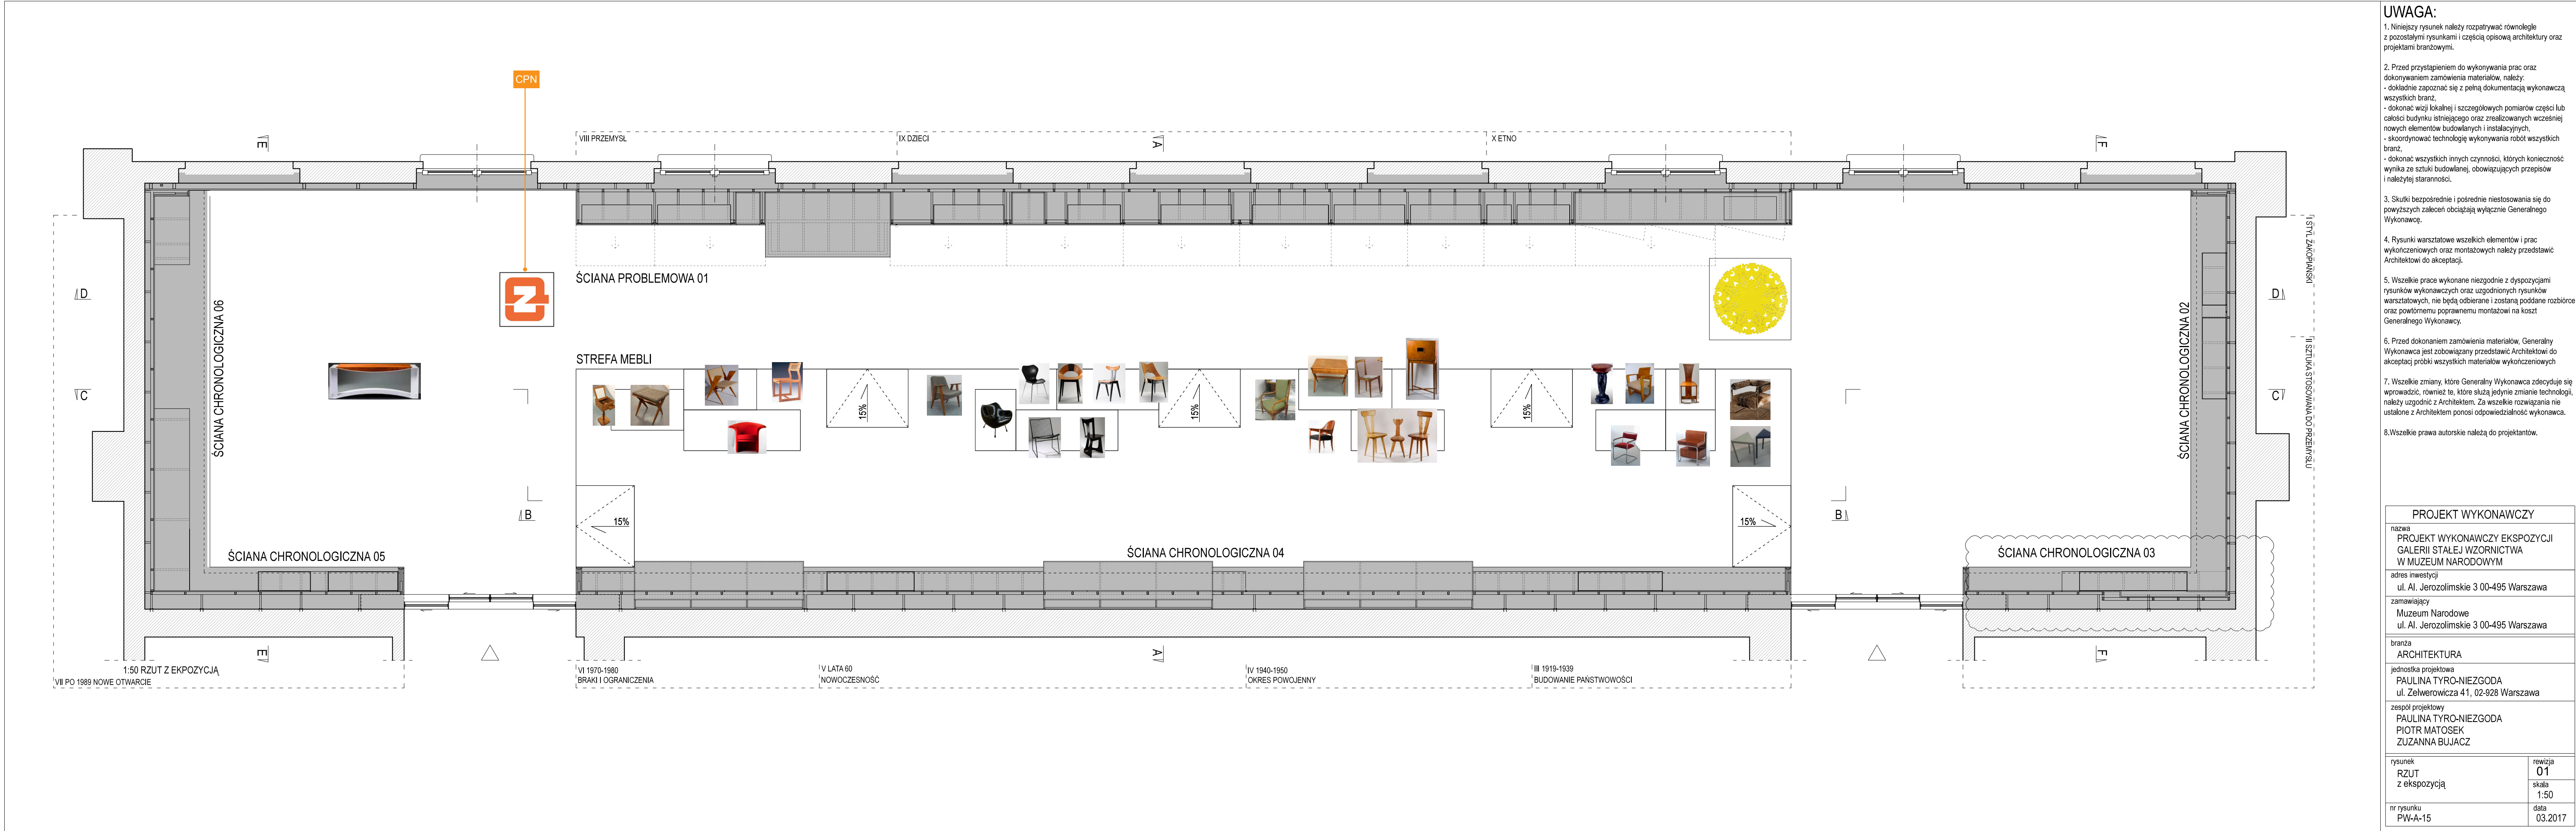 CPN
VIII PRZEMYSŁ
IX DZIECI
X ETNO
E
A
F
I STYL ZAKOPIAŃSKI
II SZTUKA STOSOWANA DO PRZEMYSŁU
D
C
ŚCIANA CHRONOLOGICZNA 06
ŚCIANA PROBLEMOWA 01
STREFA MEBLI
15%
15%
15%
ŚCIANA CHRONOLOGICZNA 02
D
C
B
15%
15%
B
ŚCIANA CHRONOLOGICZNA 05
ŚCIANA CHRONOLOGICZNA 04
ŚCIANA CHRONOLOGICZNA 03
E
A
F
1:50 RZUT Z EKPOZYCJĄ
VII PO 1989 NOWE OTWARCIE
VI 1970-1980
BRAKI I OGRANICZENIA
V LATA 60
NOWOCZESNOŚĆ
IV 1940-1950
OKRES POWOJENNY
III 1919-1939
BUDOWANIE PAŃSTWOWOŚCI
UWAGA:
1. Niniejszy rysunek należy rozpatrywać równolegle
z pozostałymi rysunkami i częścią opisową architektury oraz
projektami branżowymi.
2. Przed przystąpieniem do wykonywania prac oraz
dokonywaniem zamówienia materiałów, należy:
- dokładnie zapoznać się z pełną dokumentacją wykonawczą
wszystkich branż,
- dokonać wizji lokalnej i szczegółowych pomiarów części lub
całości budynku istniejącego oraz zrealizowanych wcześniej
nowych elementów budowlanych i instalacyjnych,
- skoordynować technologię wykonywania robót wszystkich
branż,
- dokonać wszystkich innych czynności, których konieczność
wynika ze sztuki budowlanej, obowiązujących przepisów
i należytej staranności.
3. Skutki bezpośrednie i pośrednie niestosowania się do
powyższych zaleceń obciążają wyłącznie Generalnego
Wykonawcę.
4. Rysunki warsztatowe wszelkich elementów i prac
wykończeniowych oraz montażowych należy przedstawić
Architektowi do akceptacji.
5. Wszelkie prace wykonane niezgodnie z dyspozycjami
rysunków wykonawczych oraz uzgodnionych rysunków
warsztatowych, nie będą odbierane i zostaną poddane rozbiórce
oraz powtórnemu poprawnemu montażowi na koszt
Generalnego Wykonawcy.
6. Przed dokonaniem zamówienia materiałów, Generalny
Wykonawca jest zobowiązany przedstawić Architektowi do
akceptacj próbki wszystkich materiałów wykończeniowych
7. Wszelkie zmiany, które Generalny Wykonawca zdecyduje się
wprowadzić, również te, które służą jedynie zmianie technologii,
należy uzgodnić z Architektem. Za wszelkie rozwiązania nie
ustalone z Architektem ponosi odpowiedzialność wykonawca.
8.Wszelkie prawa autorskie należą do projektantów.
PROJEKT WYKONAWCZY
nazwa
PROJEKT WYKONAWCZY EKSPOZYCJI
GALERII STAŁEJ WZORNICTWA
W MUZEUM NARODOWYM
adres inwestycji
ul. Al. Jerozolimskie 3 00-495 Warszawa
zamawiający
Muzeum Narodowe
ul. Al. Jerozolimskie 3 00-495 Warszawa
branża
ARCHITEKTURA
jednostka projektowa
PAULINA TYRO-NIEZGODA
ul. Zelwerowicza 41, 02-928 Warszawa
zespół projektowy
PAULINA TYRO-NIEZGODA
PIOTR MATOSEK
ZUZANNA BUJACZ
rysunek
RZUT
z ekspozycją
rewizja
01
skala
1:50
nr rysunku
PW-A-15
data
03.2017